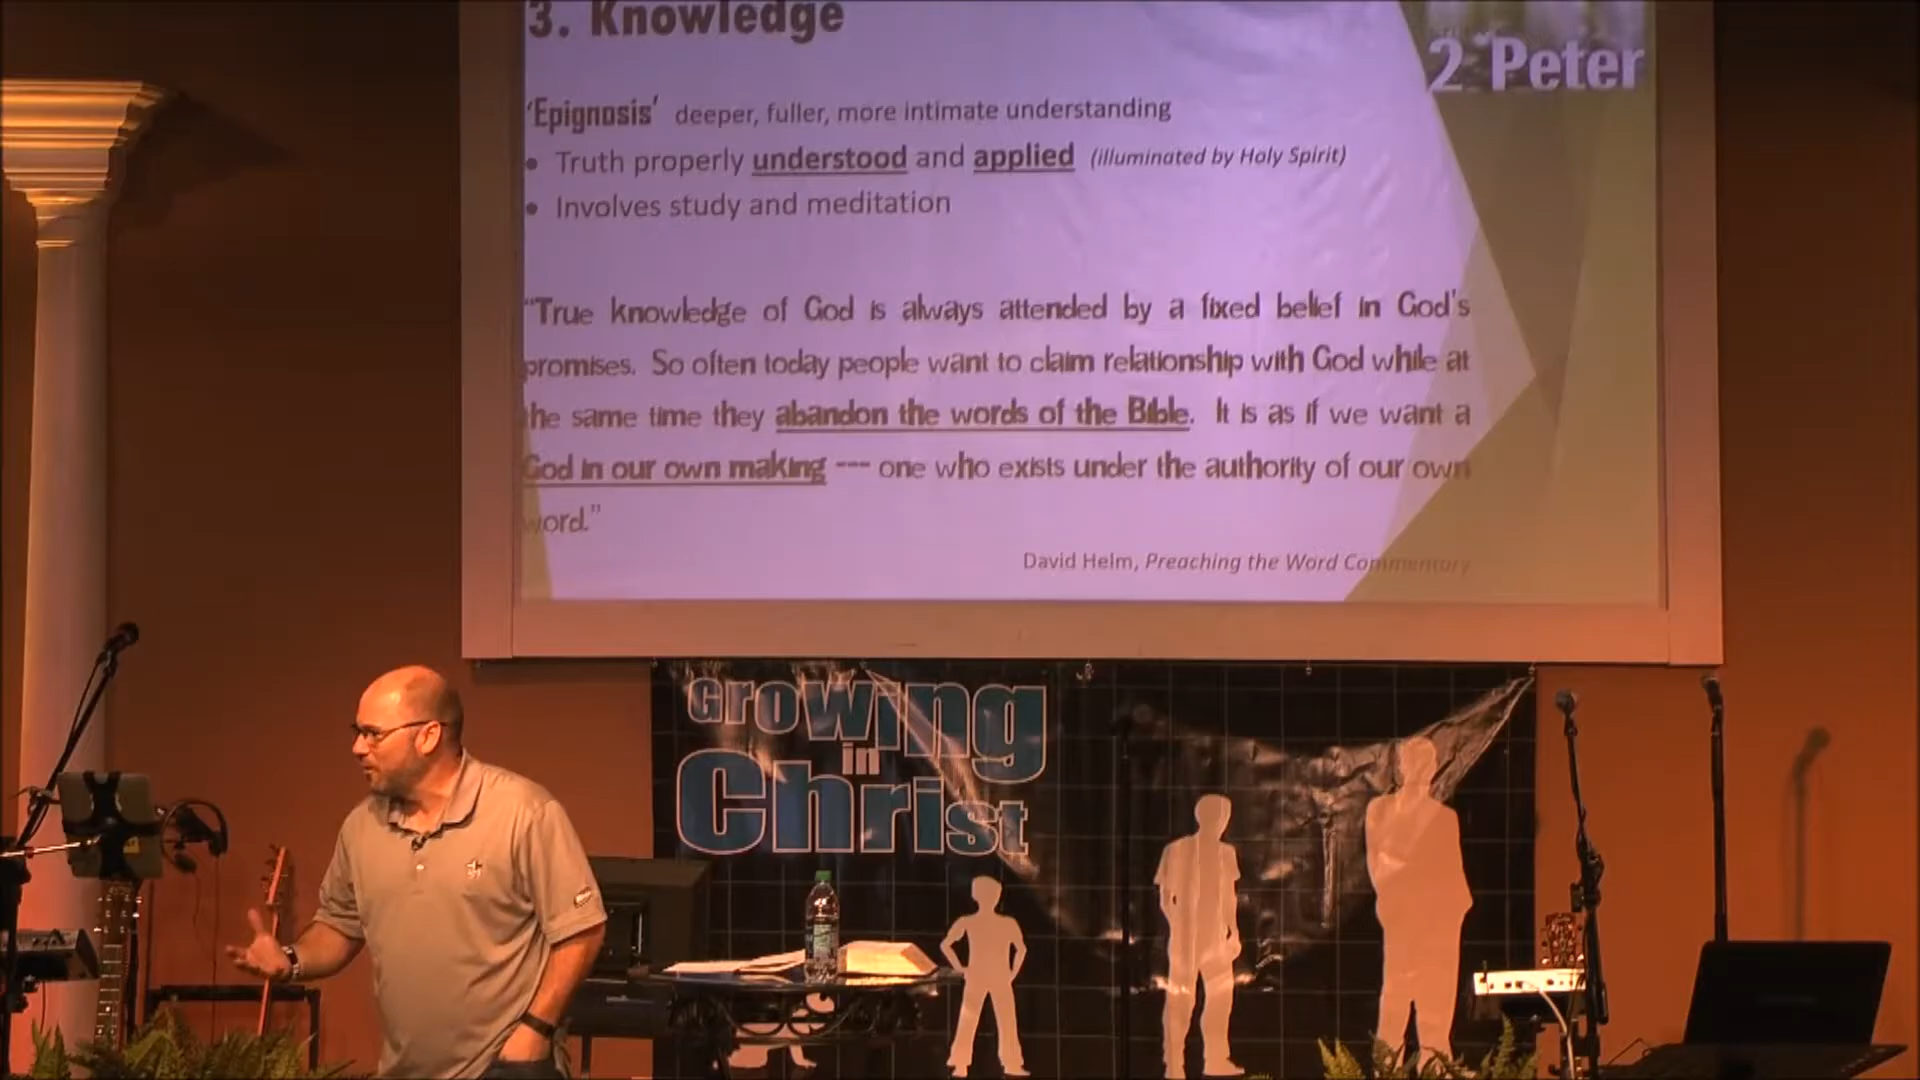 3. Knowledge
2 Peter
'Epignosis' deeper, fuller, more intimate understanding
• Truth properly understood and applied (illuminated by Holy Spirit)
• Involves study and meditation
"True knowledge of God is always attended by a fixed belief in God's
promises. So often today people want to claim relationship with God while at
the same time they abandon the words of the Bible. It is as if we want a
God in our own making --- one who exists under the authority of our own
word."
David Helm, Preaching the Word Commentary
Growing
in
Christ